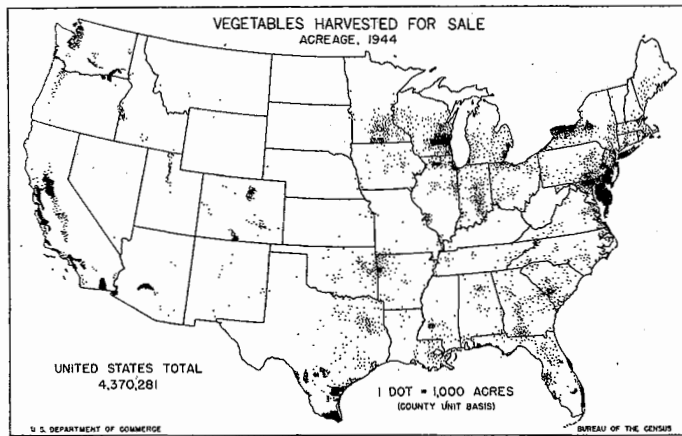 VEGETABLES HARVESTED FOR SALE
ACREAGE, 1944
UNITED STATES TOTAL
4,370,281
1 DOT = 1,000 ACRES
(COUNTY UNIT BASIS)
U. S. DEPARTMENT OF COMMERCE
BUREAU OF THE CENSUS